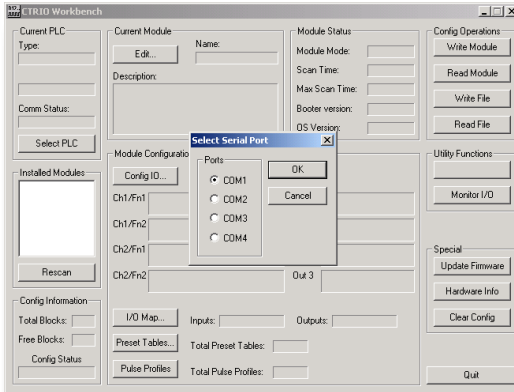 CTRIO Workbench
Current PLC
Type:
Comm Status:
Select PLC
Installed Modules
Rescan
Config Information
Total Blocks:
Free Blocks:
Config Status
Current Module
Edit...
Name:
Description:
Module Status
Module Mode:
Scan Time:
Max Scan Time:
Booter version:
OS Version:
Config Operations
Write Module
Read Module
Write File
Read File
Select Serial Port
Ports
COM1
COM2
COM3
COM4
OK
Cancel
Module Configuratio
Config IO...
Ch1/Fn1
Ch1/Fn2
Ch2/Fn1
Ch2/Fn2
Out 3
I/O Map...
Inputs:
Outputs:
Preset Tables...
Total Preset Tables:
Pulse Profiles
Total Pulse Profiles:
Utility Functions
Monitor I/O
Special
Update Firmware
Hardware Info
Clear Config
Quit